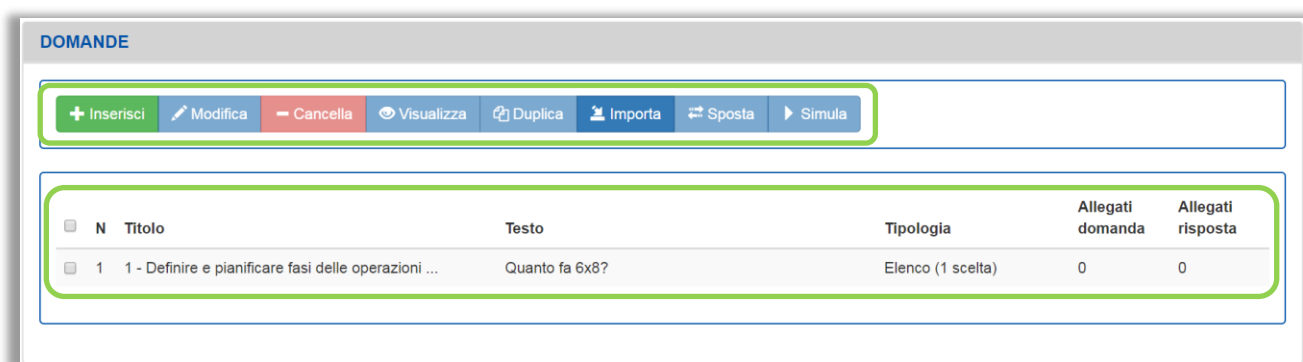 DOMANDE
Inserisci Modifica Cancella Visualizza Duplica Importa Sposta Simula
N Titolo Testo Tipologia Allegati domanda Allegati risposta
1 1 - Definire e pianificare fasi delle operazioni ... Quanto fa 6x8? Elenco (1 scelta) 0 0